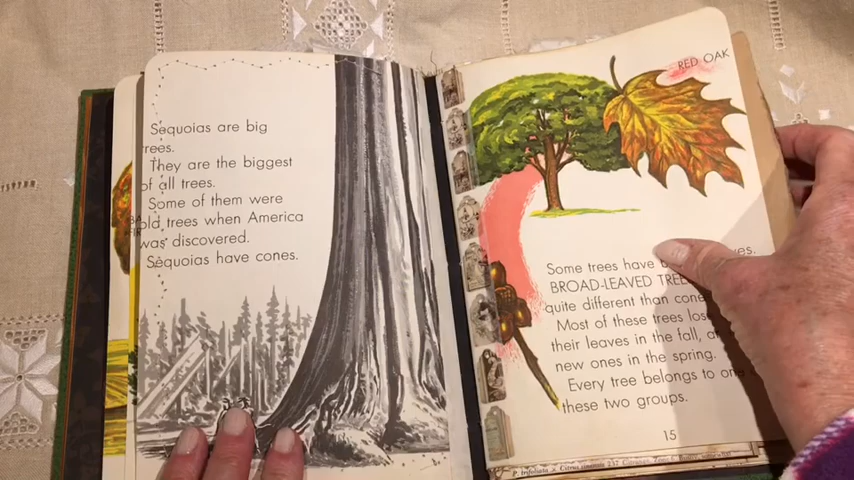 Sequoias are big
trees.
They are the biggest
of all trees.
Some of them were
old trees when America
was discovered.
Sequoias have cones.
RED OAK
Some trees have
BROAD-LEAVED TREES
quite different than
Most of these trees lose
their leaves in the fall,
new ones in the spring.
Every tree belongs to one
these two groups.
15
P. trifoliata